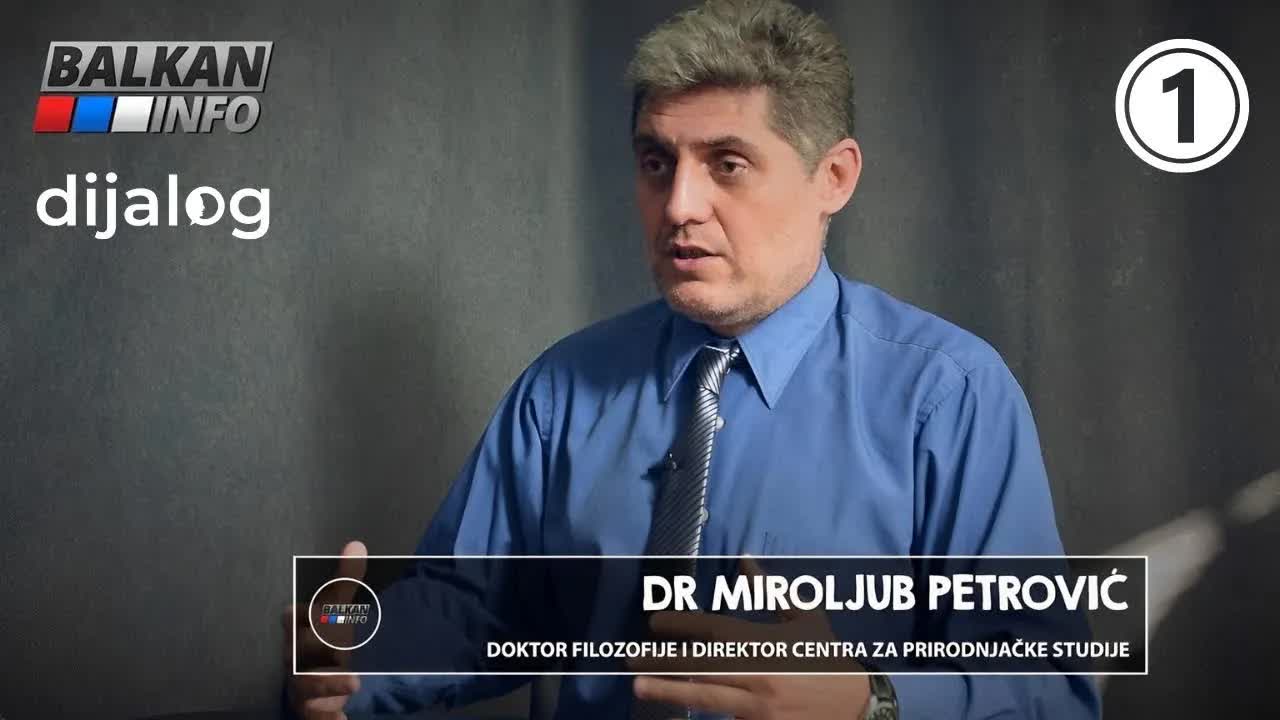 BALKAN
INFO
dijalog
1
DR MIROLJUB PETROVIĆ
BALKAN
INFO
DOKTOR FILOZOFIJE I DIREKTOR CENTRA ZA PRIRODNJAČKE STUDIJE